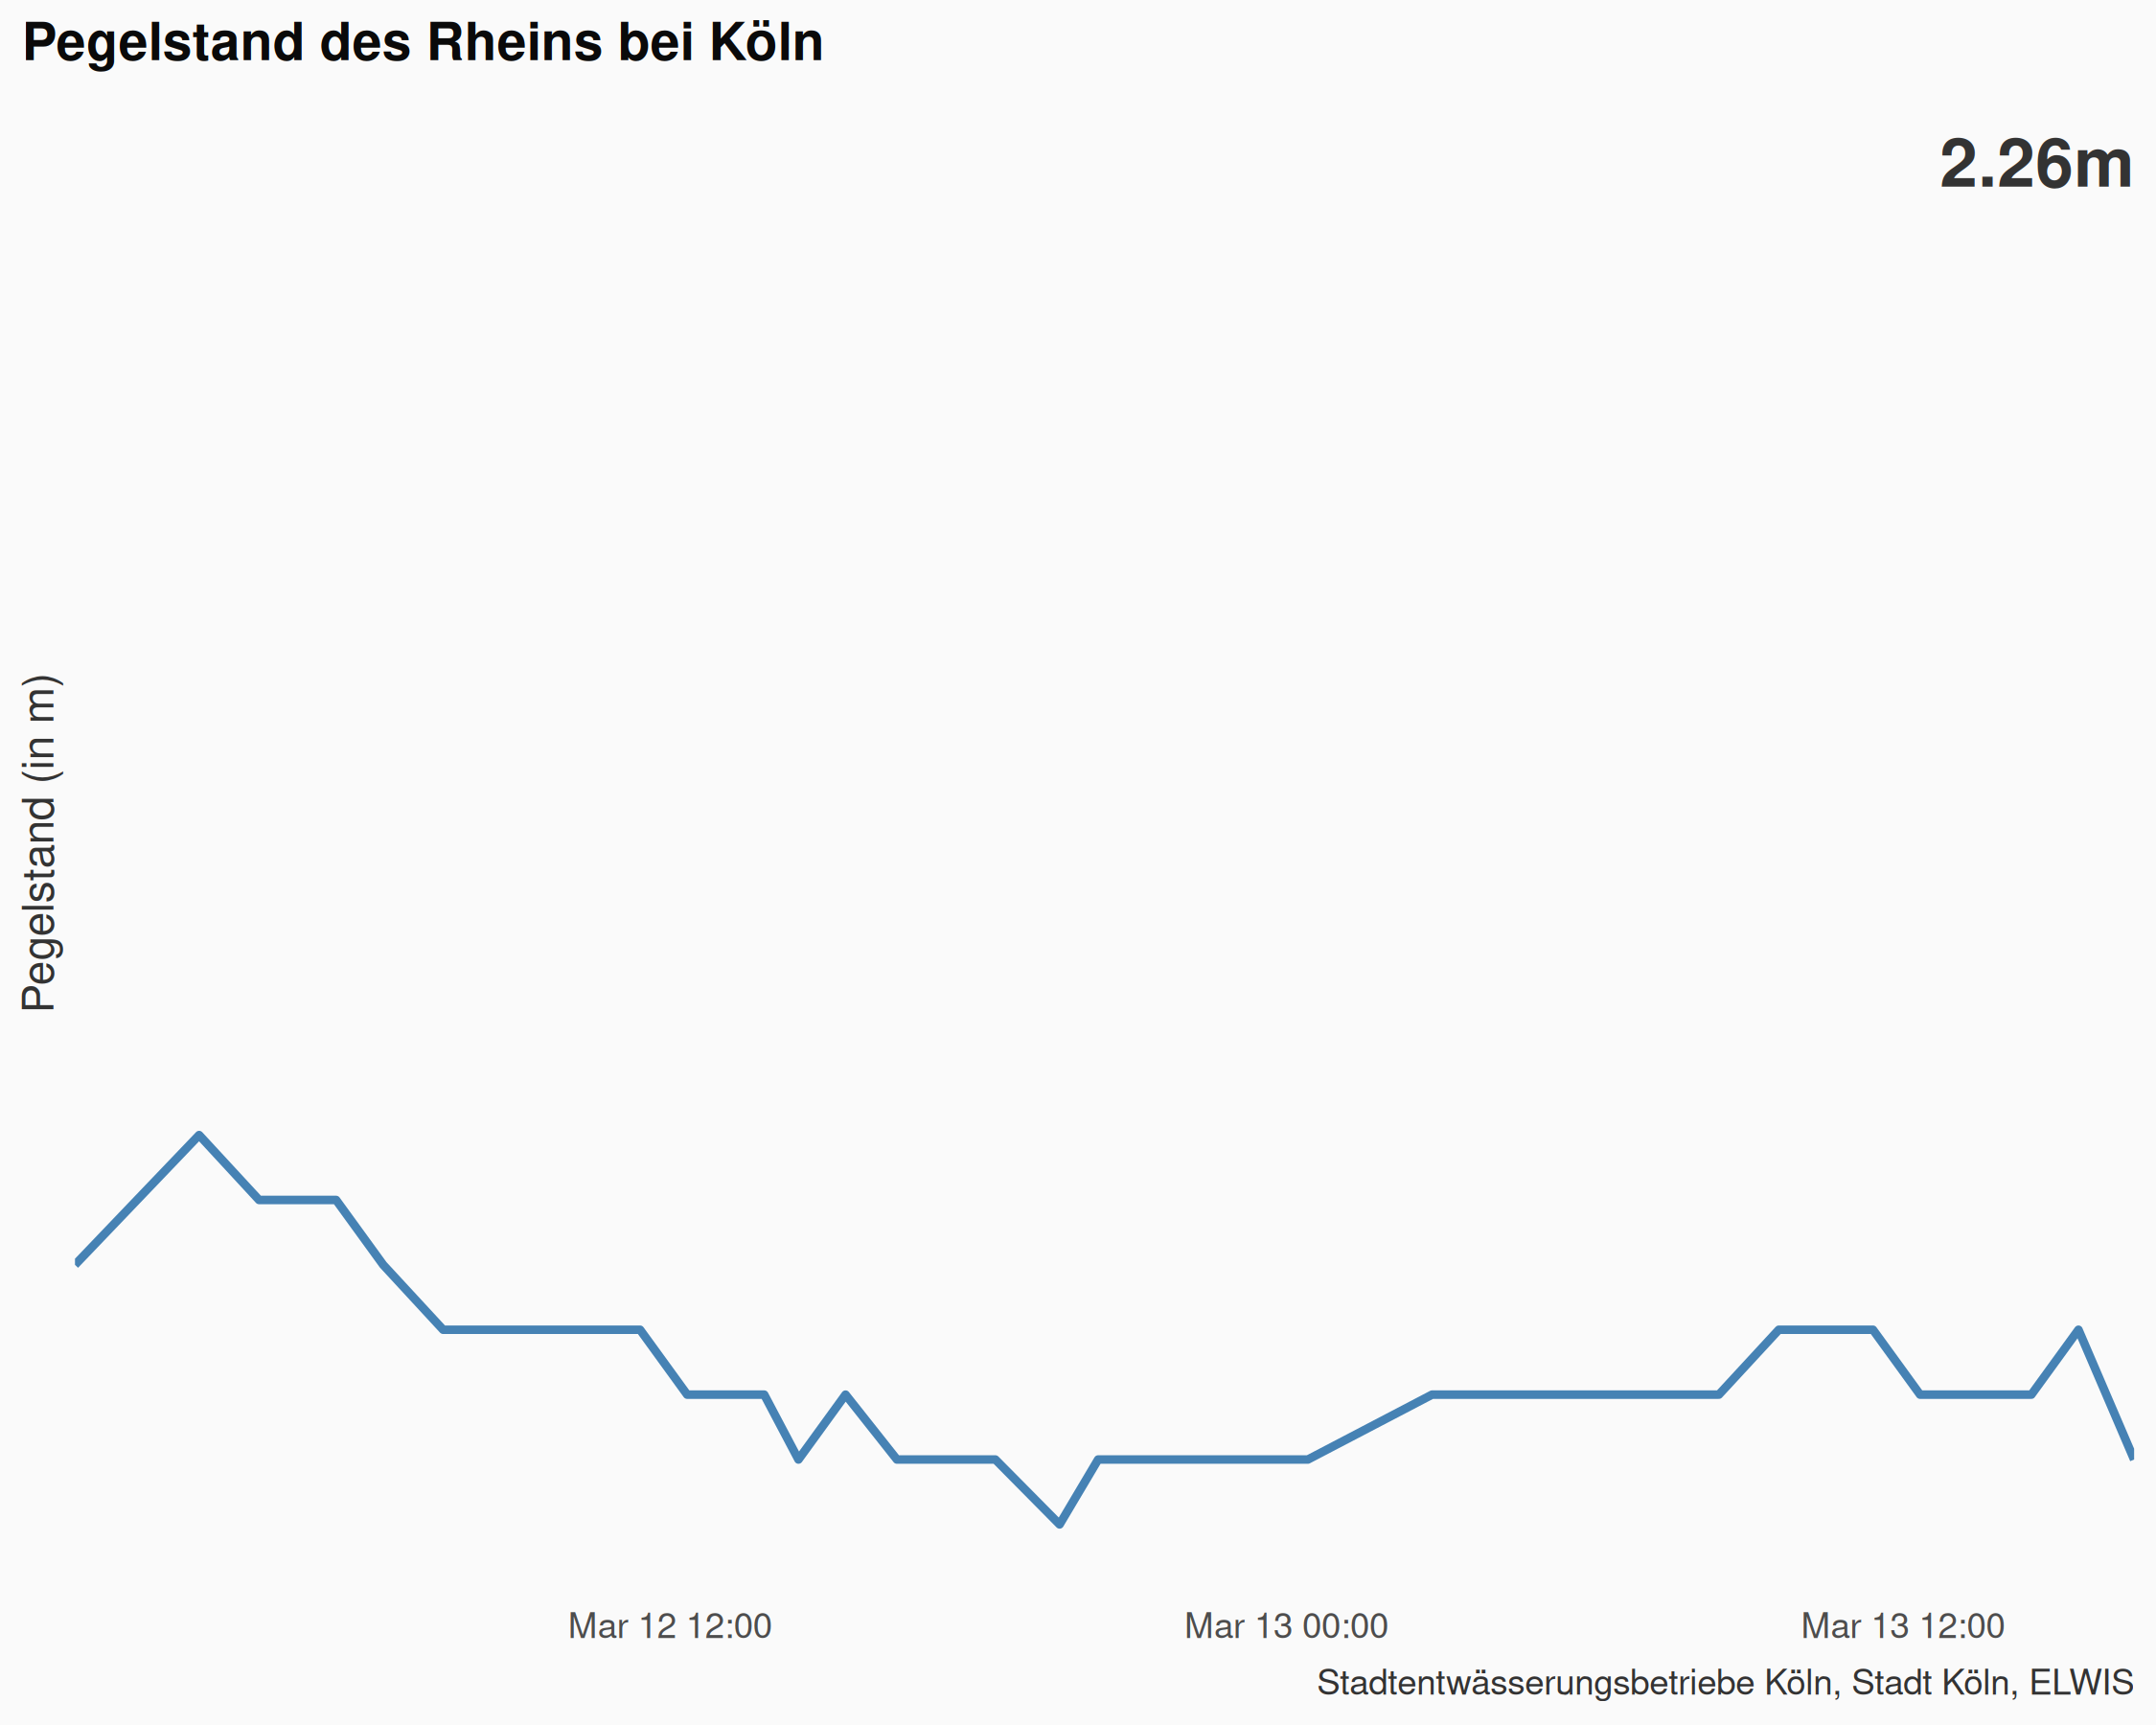 Pegelstand des Rheins bei Köln
2.26m
Pegelstand (in m)
Mar 12 12:00
Mar 13 00:00
Mar 13 12:00
Stadtentwässerungsbetriebe Köln, Stadt Köln, ELWIS